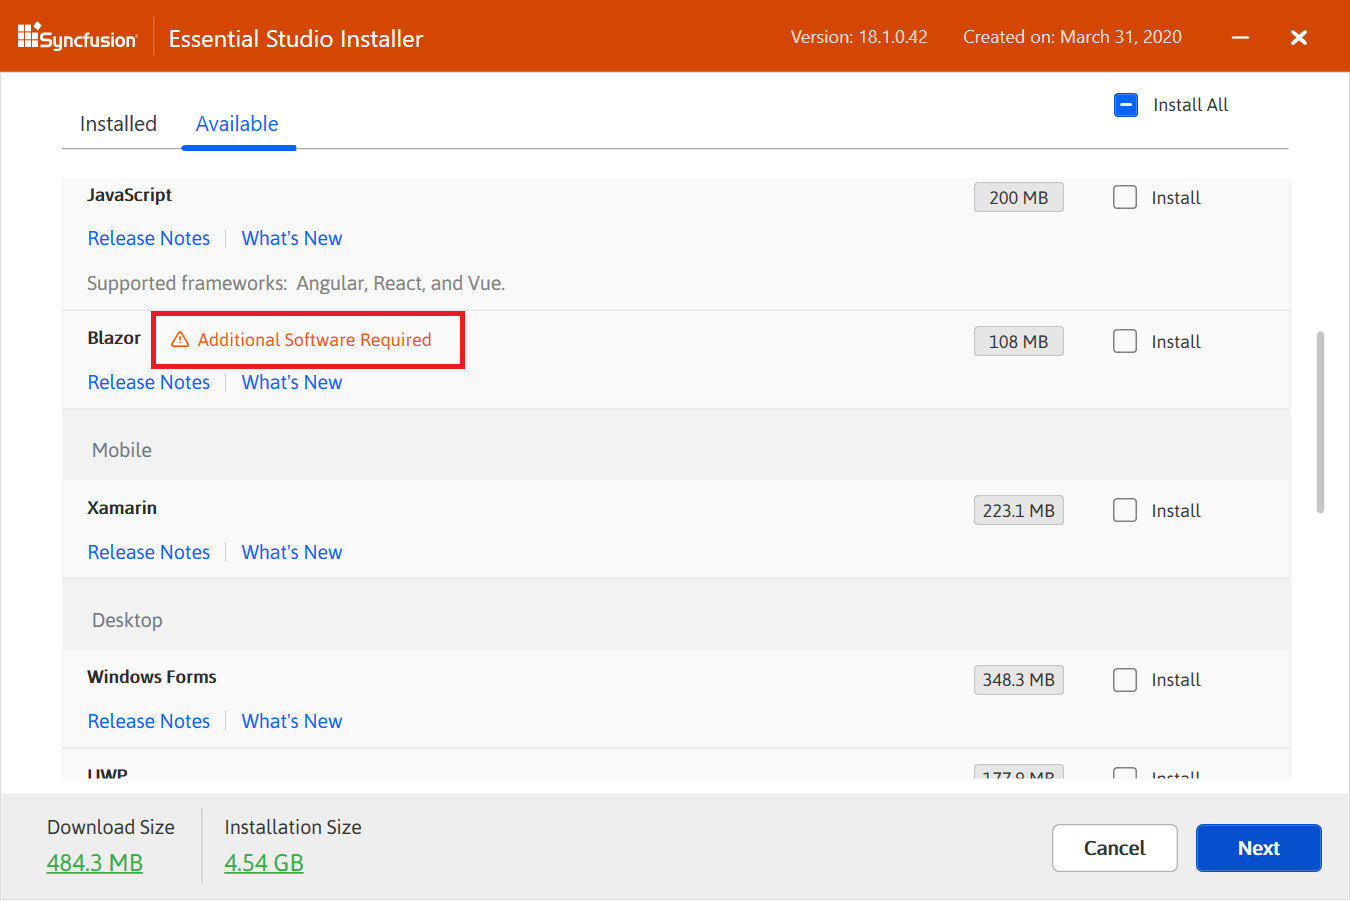 Syncfusion Essential Studio Installer Version: 18.1.0.42 Created on: March 31, 2020
Installed Available Install All
JavaScript 200 MB Install
Release Notes What's New
Supported frameworks: Angular, React, and Vue.
Blazor Additional Software Required 108 MB Install
Release Notes What's New
Mobile
Xamarin 223.1 MB Install
Release Notes What's New
Desktop
Windows Forms 348.3 MB Install
Release Notes What's New
UWP 177.9 MB Install
Download Size Installation Size
484.3 MB 4.54 GB
Cancel Next